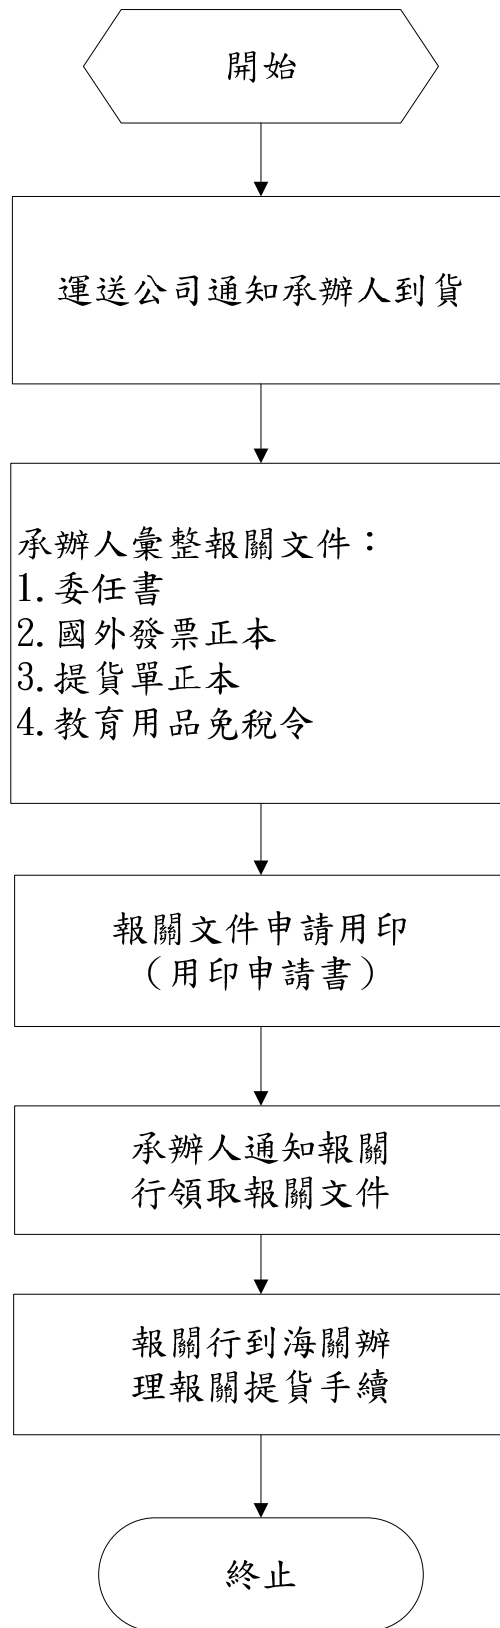 開始
運送公司通知承辦人到貨
承辦人彙整報關文件：
1.委任書
2.國外發票正本
3.提貨單正本
4.教育用品免稅令
報關文件申請用印
（用印申請書）
承辦人通知報關
行領取報關文件
報關行到海關辦
理報關提貨手續
終止